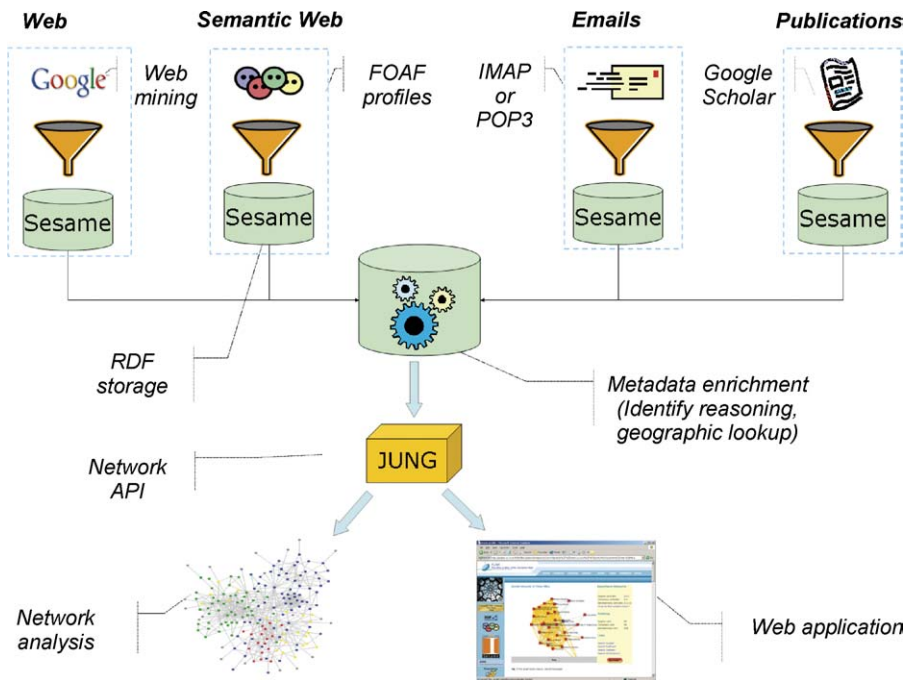 Web
Semantic Web
Emails
Publications
Google
Web
mining
FOAF
profiles
IMAP
or
POP3
Google
Scholar
Sesame
Sesame
Sesame
Sesame
RDF
storage
Metadata enrichment
(Identify reasoning,
geographic lookup)
Network
API
JUNG
Network
analysis
Web application